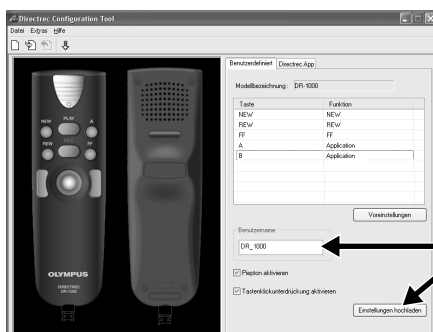 Directrec Configuration Tool
Datei Extras Hilfe
Benutzerdefiniert Directrec App
Modellbezeichnung : DR-1000
Taste Funktion
NEW NEW
REW REW
FF FF
A Application
B Application
Voreinstellungen
Benutzername
DR_1000
Piepton aktivieren
Tastenklickunterdrückung aktivieren
Einstellungen hochladen
NEW PLAY A
REW FF
OLYMPUS
DIRECTREC
DR-1000